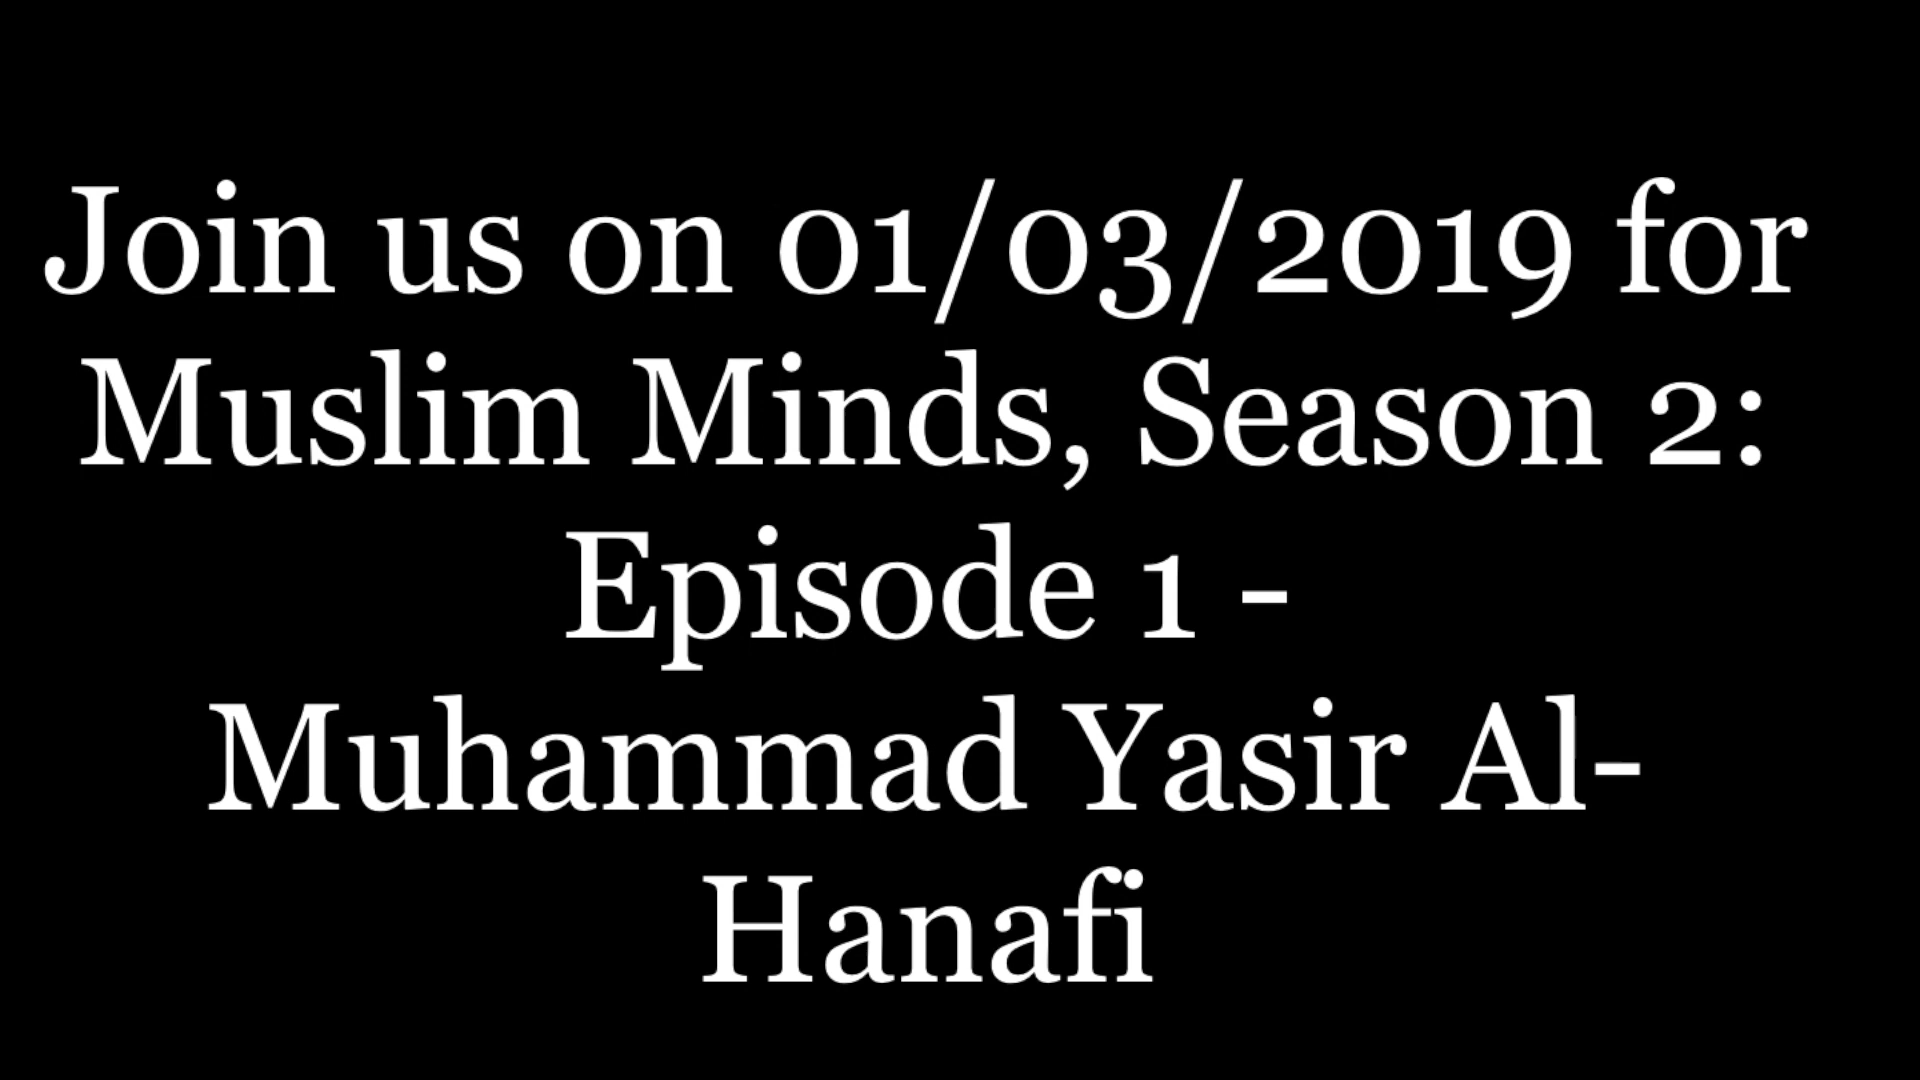 Join us on 01/03/2019 for
Muslim Minds, Season 2:
Episode 1 -
Muhammad Yasir Al-
Hanafi